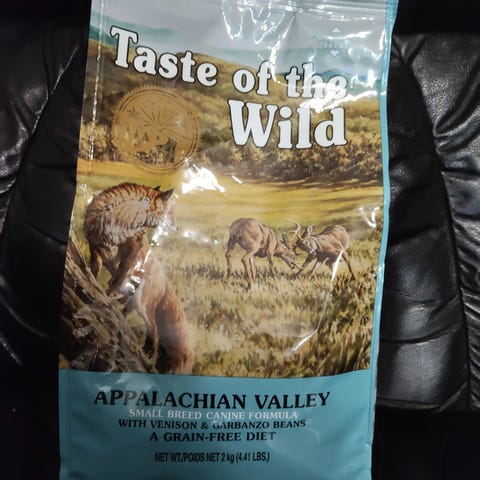 Taste of the
Wild
APPALACHIAN VALLEY
SMALL BREED CANINE FORMULA
WITH VENISON & GARBANZO BEANS
A GRAIN-FREE DIET
NET WT/POIDS NET 2 kg (4.41 LBS.)